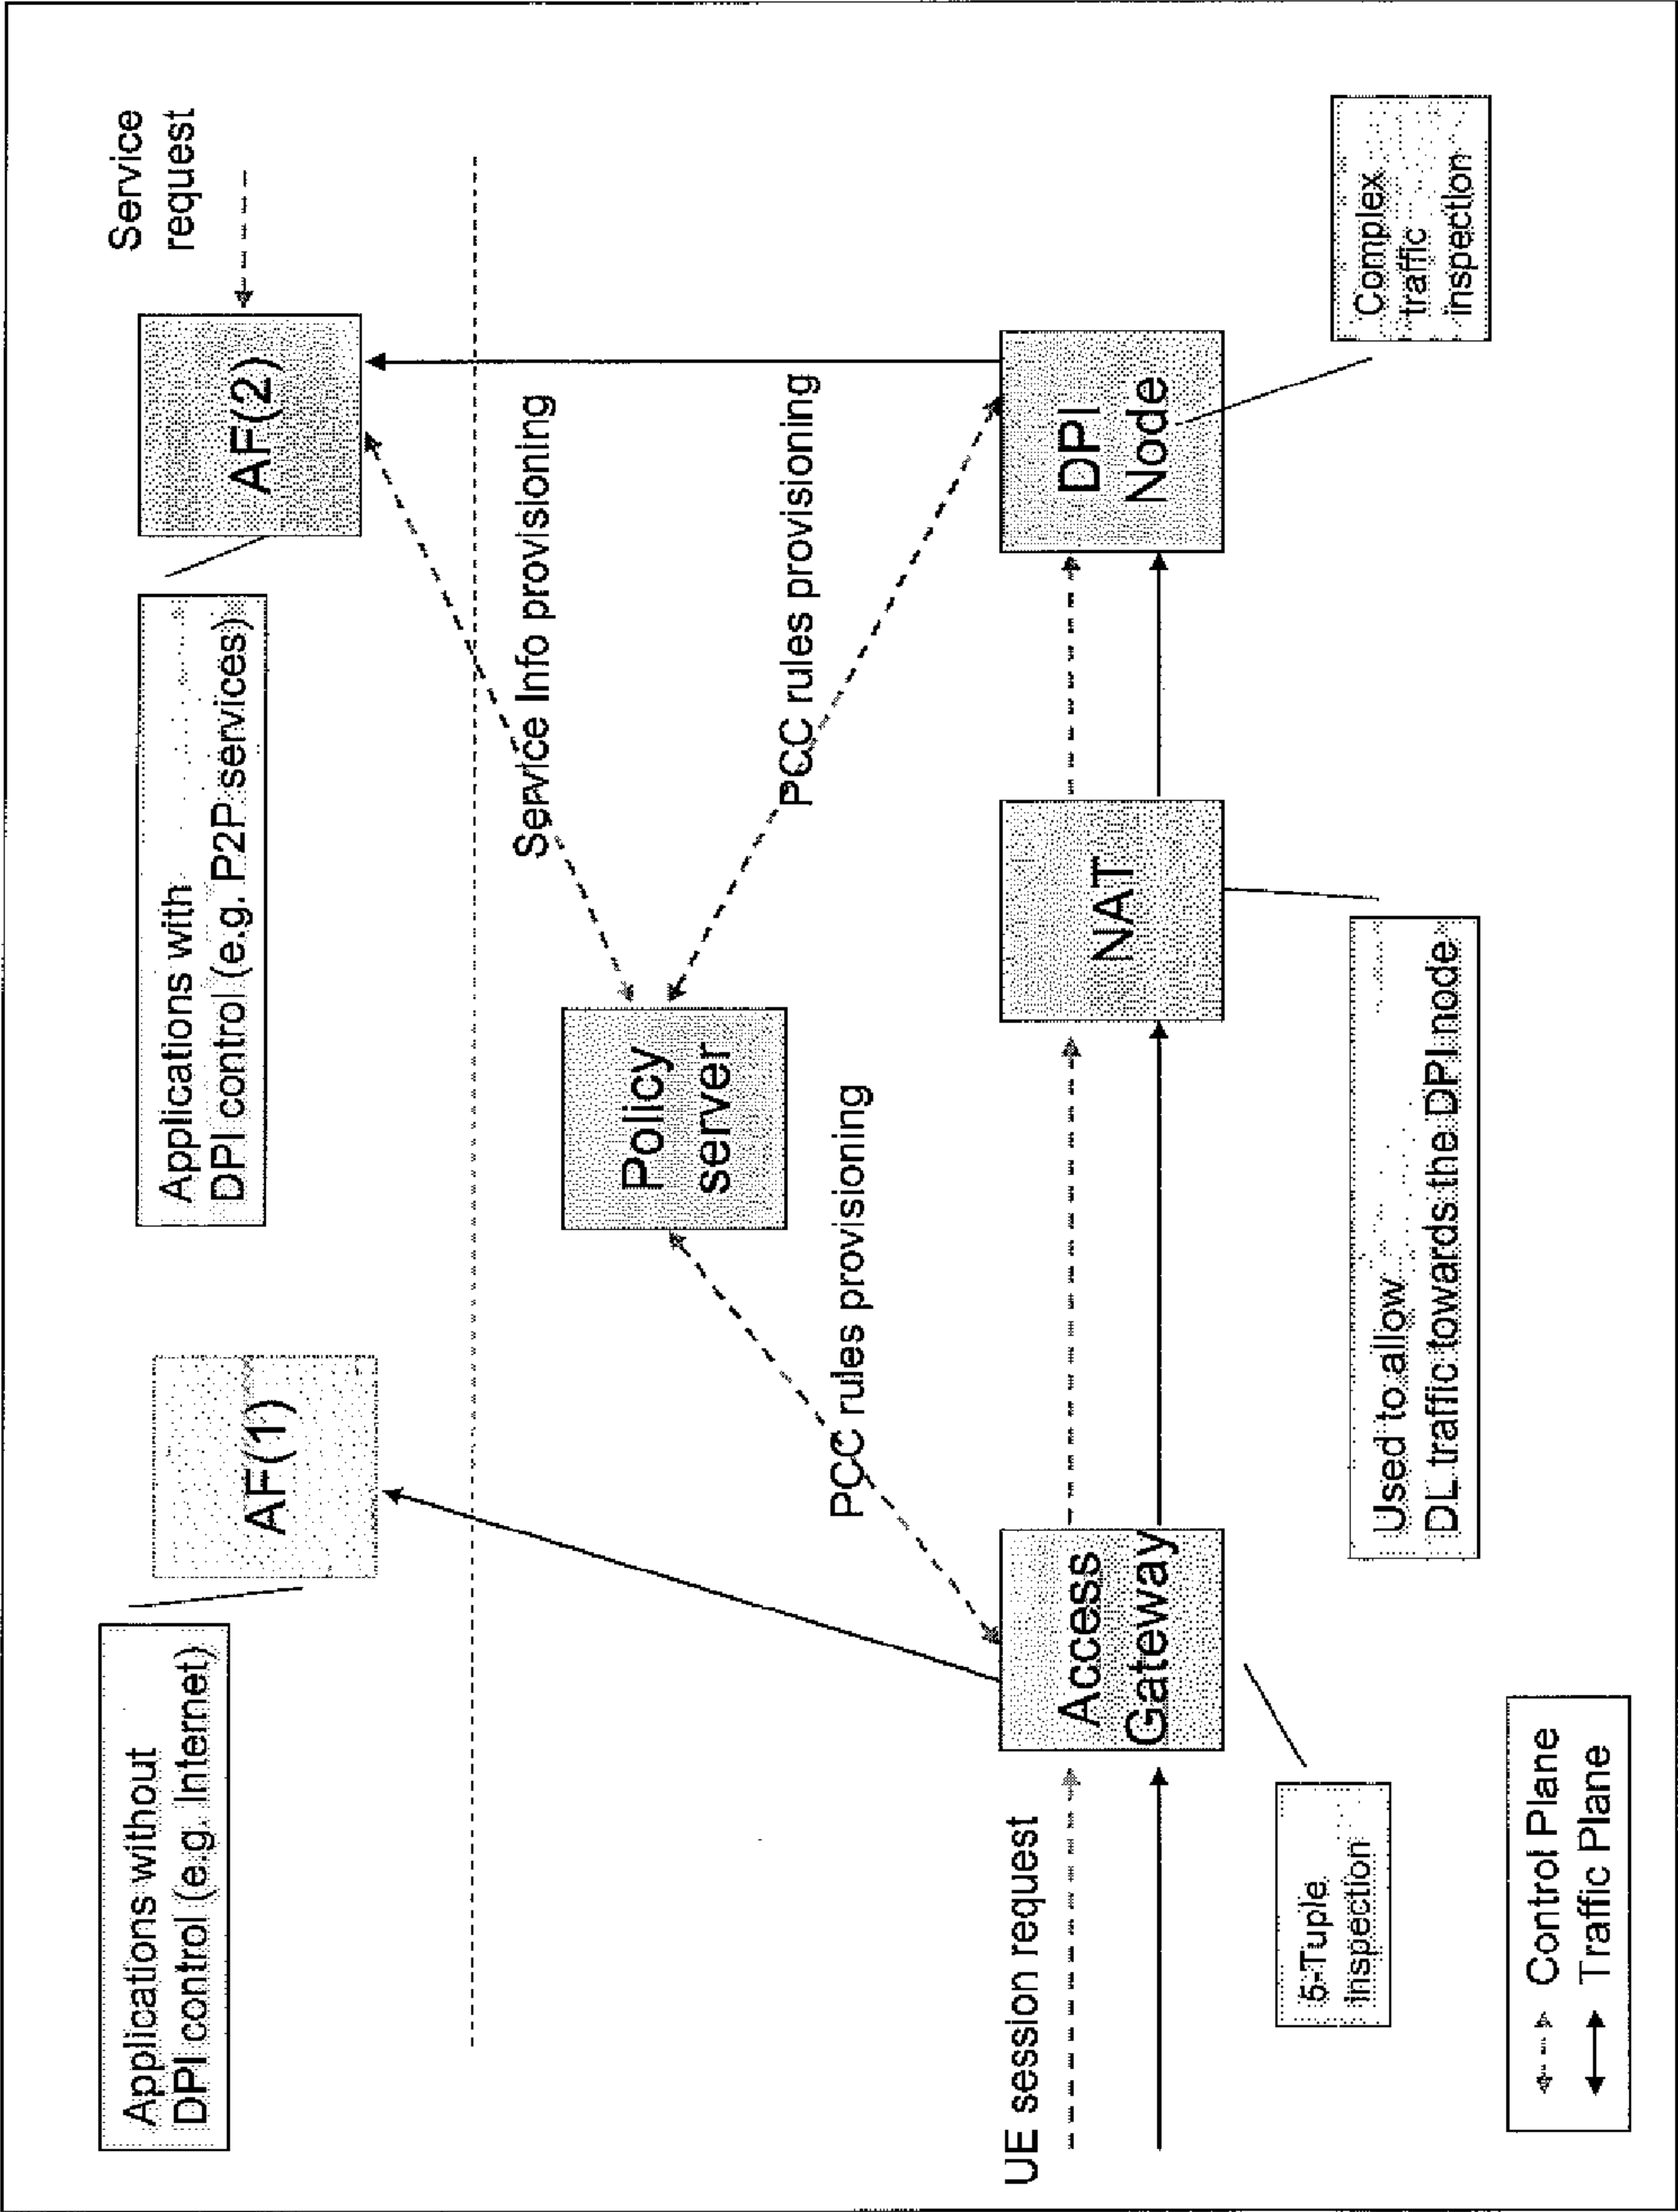 Applications without
DPI control (e.g. Internet)
Applications with
DPI control (e.g. P2P services)
Service
request
AF(1)
AF(2)
Service Info provisioning
Policy
server
PCC rules provisioning
PCC rules provisioning
UE session request
Access
Gateway
NAT
DPI
Node
5-Tuple
inspection
Used to allow
DL traffic towards the DPI node
Complex
traffic
inspection
Control Plane
Traffic Plane